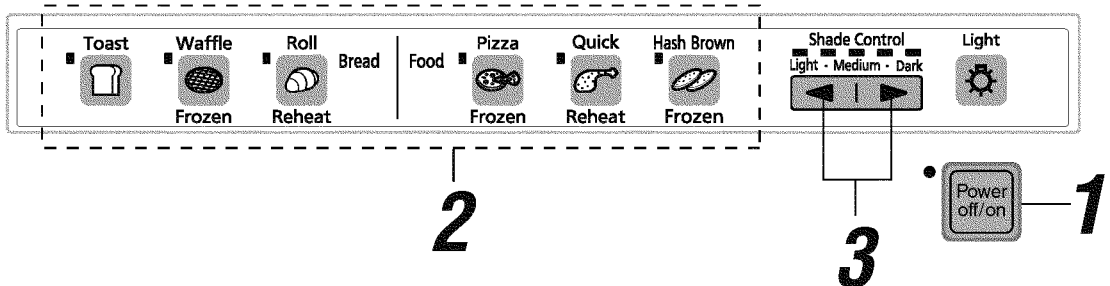 Toast Waffle Roll Pizza Quick Hash Brown Shade Control Light
Bread Food Light · Medium · Dark
Frozen Reheat Frozen Reheat Frozen
2
3
Power
off/on
1